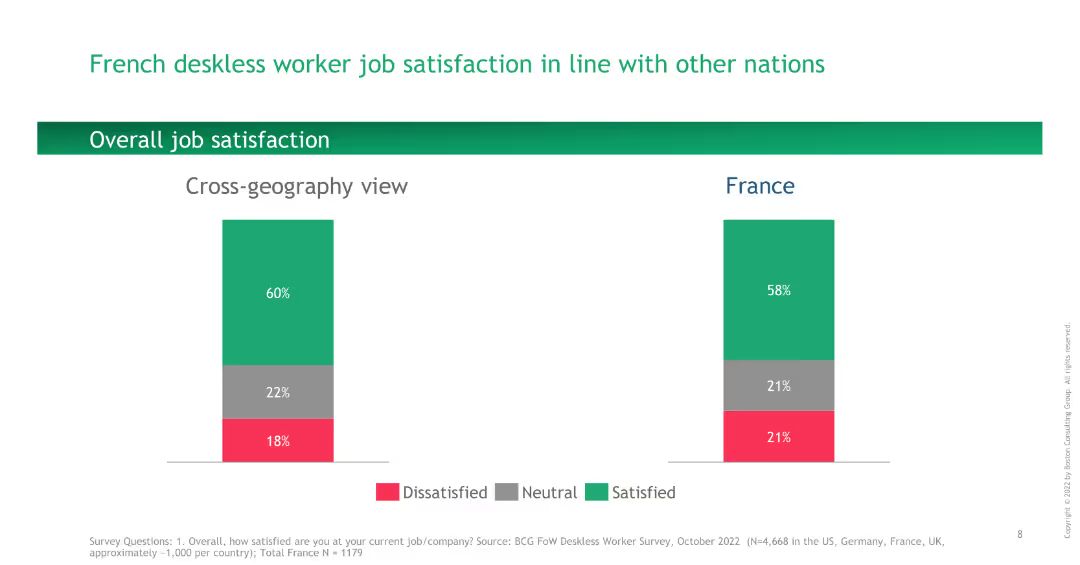 French deskless worker job satisfaction in line with other nations
Overall job satisfaction
Cross-geography view
France
60%
22%
18%
58%
21%
21%
Dissatisfied
Neutral
Satisfied
Survey Questions: 1. Overall, how satisfied are you at your current job/company? Source: BCG FoW Deskless Worker Survey, October 2022 (N=4,668 in the US, Germany, France, UK,
approximately ~1,000 per country); Total France N = 1179
8
Copyright © 2022 by Boston Consulting Group. All rights reserved.